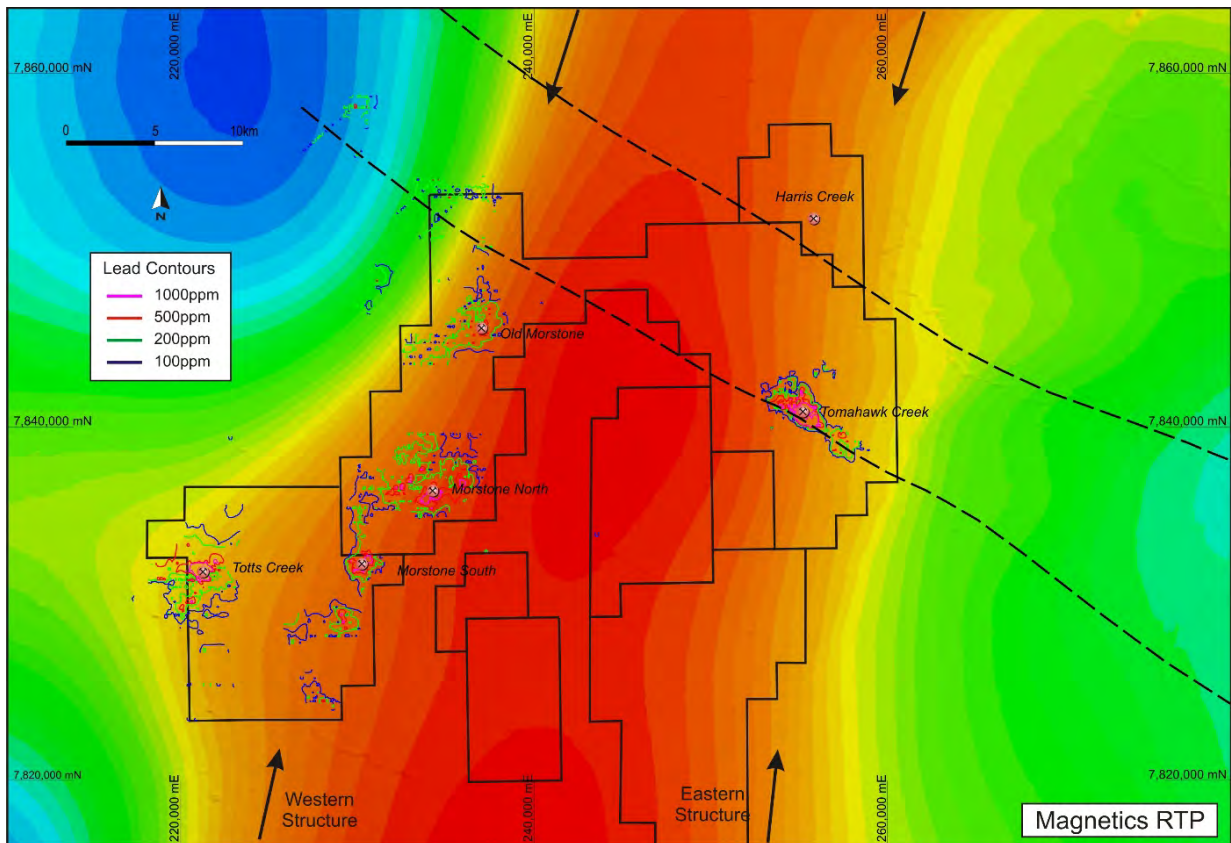 220,000 mE
240,000 mE
260,000 mE
7,860,000 mN
7,860,000 mN
0 5 10km
N
Harris Creek
Lead Contours
1000ppm
500ppm
200ppm
100ppm
Old Morstone
7,840,000 mN
Tomahawk Creek
7,840,000 mN
Morstone North
Totts Creek
Morstone South
7,820,000 mN
7,820,000 mN
220,000 mE
Western
Structure
240,000 mE
Eastern
Structure
260,000 mE
Magnetics RTP